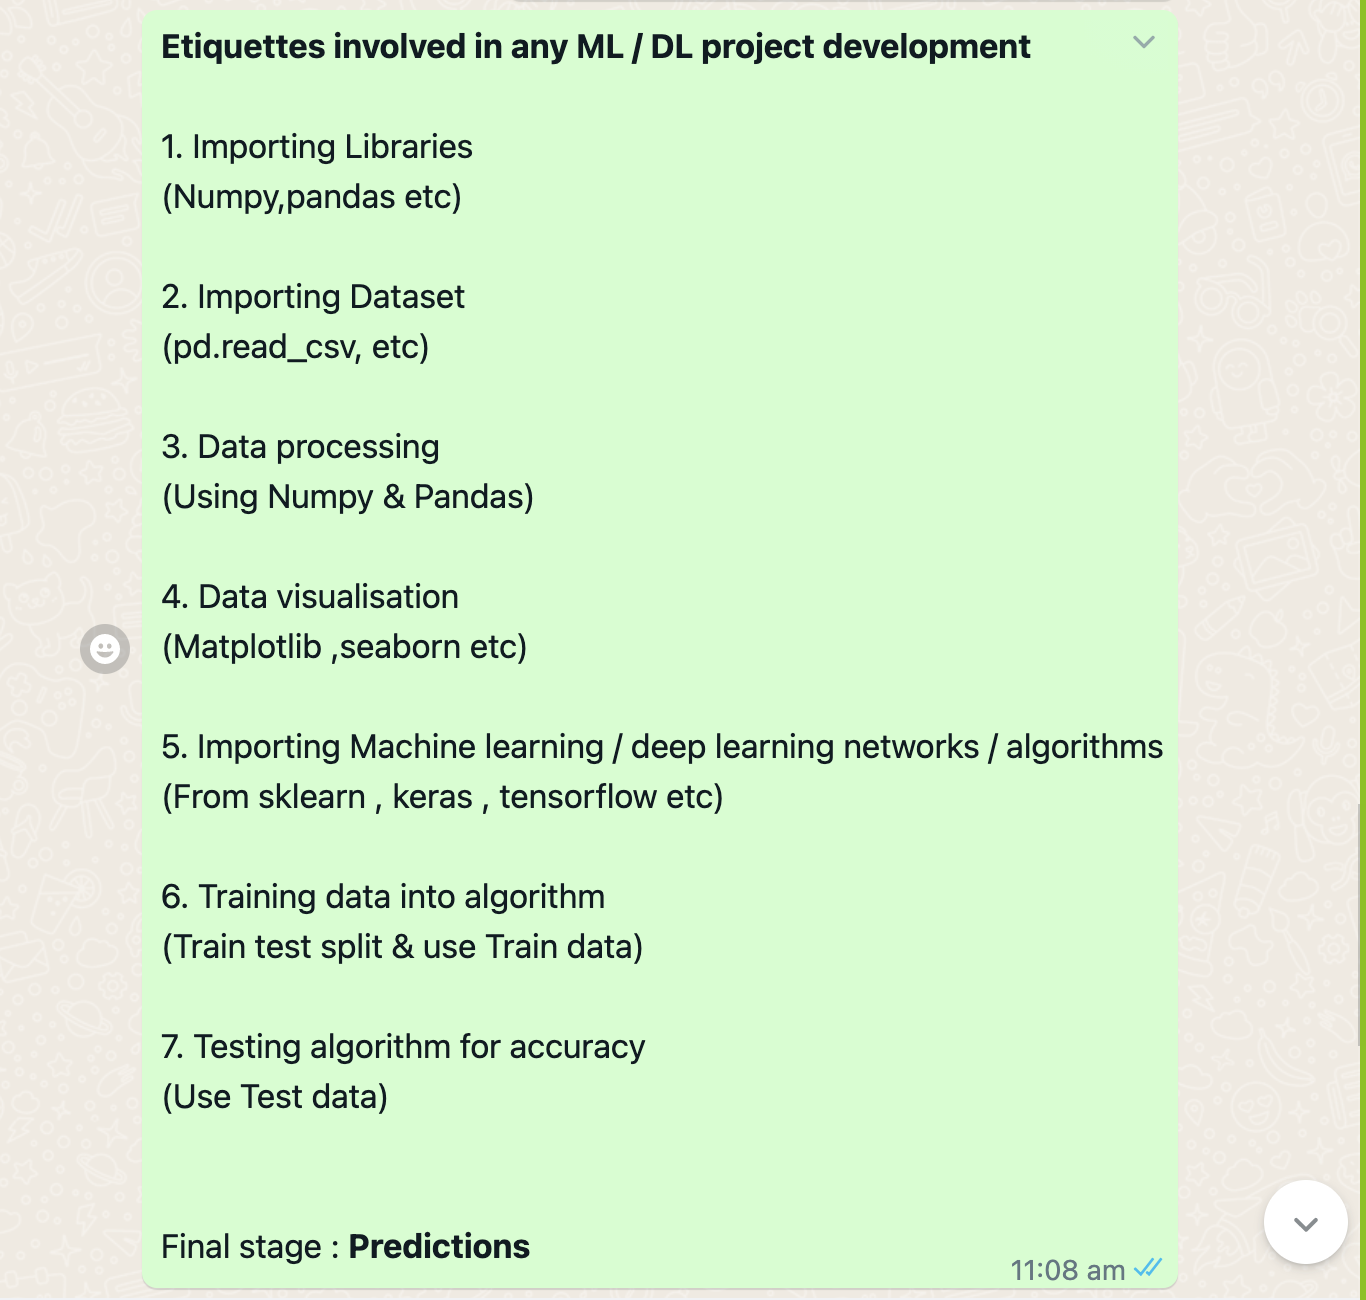 Etiquettes involved in any ML / DL project development
1. Importing Libraries
(Numpy,pandas etc)
2. Importing Dataset
(pd.read_csv, etc)
3. Data processing
(Using Numpy & Pandas)
4. Data visualisation
(Matplotlib ,seaborn etc)
5. Importing Machine learning / deep learning networks / algorithms
(From sklearn , keras , tensorflow etc)
6. Training data into algorithm
(Train test split & use Train data)
7. Testing algorithm for accuracy
(Use Test data)
Final stage : Predictions
11:08 am